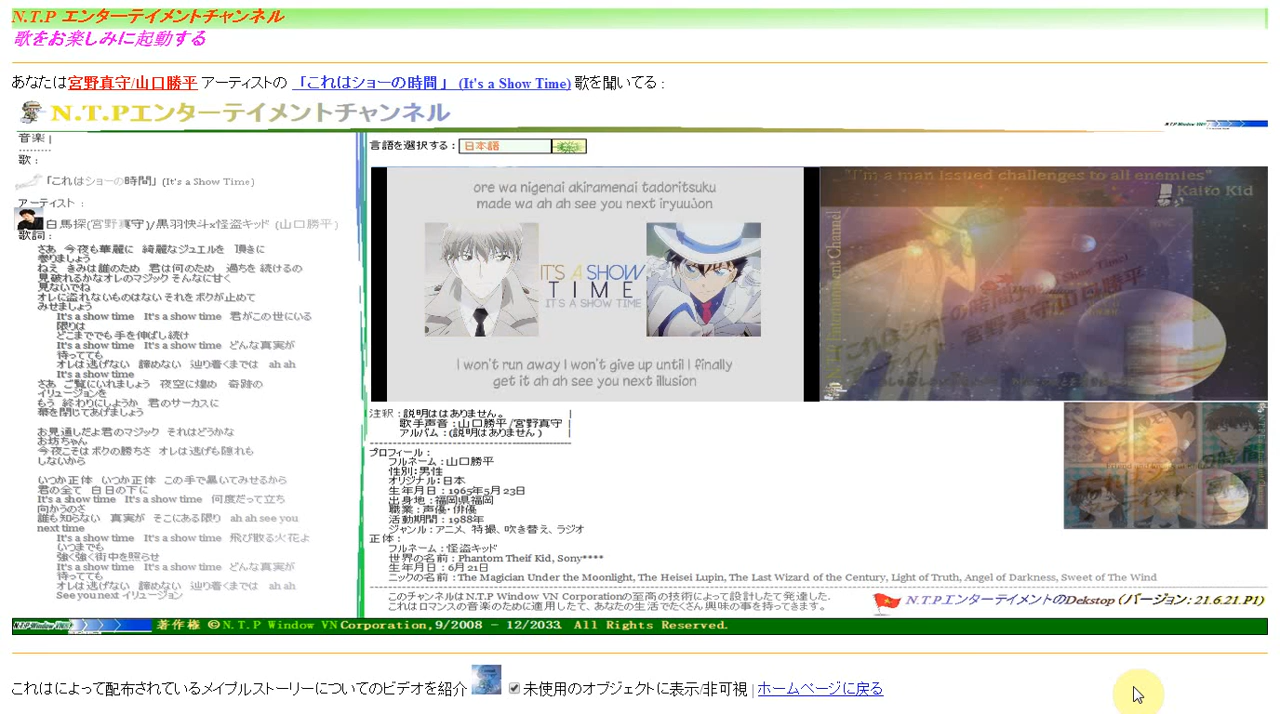 N.T.P エンターテイメントチャンネル
歌をお楽しみに起動する
あなたは宮野真守/山口勝平 アーティストの 「これはショーの時間 」 (It's a Show Time) 歌を聞いてる :
N.T.Pエンターテイメントチャンネル
音楽 |
歌 :
「これはショーの時間」 (It's a Show Time)
アーティスト :
白馬探(宮野真守)/黒羽快斗x怪盗キッド (山口勝平)
歌詞 :
さあ 今夜も華麗に 綺麗なジュエルを 頂きに
参りましょう
ねえ きみは誰のため 君は何のため 過ちを 続けるの
見破れるかなオレのマジック そんなに甘く
見ないでね
オレに盗れないものはない それを ボクが止めて
みせましょう
It's a show time It's a show time 君がこの世にいる
限りは
どこまででも 手を伸ばし続け
It's a show time It's a show time どんな真実が
待ってても
オレは逃げない 諦めない 辿り着くまでは ah ah
It's a show time
さあ ご覧にいれましょう 夜空に煌め 奇跡の
イリュージョンを
もう 終わりにしようか 君のサーカスに
幕を閉じてあげましょう
お見通しだよ君のマジック それはどうかな
お坊ちゃん
今夜こそはボクの勝ちさ オレは逃げも隠れも
しないから
いつか正体 いつか正体 この手で暴いてみせるから
君の全て 白日の下に
It's a show time It's a show time 何度だって立ち
向かうのさ
誰も知らない 真実が そこにある限り ah ah see you
next time
It's a show time It's a show time 飛び散る火花よ
いつまでも
強く強く街中を照らせ
It's a show time It's a show time どんな真実が
待ってても
オレは逃げない 諦めない 辿り着くまでは ah ah
See you next イリュージョン
言語を選択する : 日本語
ore wa nigenai akiramenai tadoritsuku
made wa ah ah see you next iryuujon
IT'S A SHOW
TIME
IT'S A SHOW TIME
I won't run away I won't give up until I finally
get it ah ah see you next illusion
"I'm a man issued challenges to all enemies"
Kaito Kid
N.T.P Entertainment Channel
注釈 : 説明ははありません。 |
歌手声音 : 山口勝平/宮野真守 |
アルバム : (説明はありません ) |
プロフィール :
フルネーム : 山口勝平
性別 : 男性
オリジナル: 日本
生年月日 : 1965年5月23日
出身地 : 福岡県福岡
職業 : 声優・俳優
活動期間 : 1988年
ジャンル : アニメ、特撮、吹き替え、ラジオ
正体 :
フルネーム : 怪盗キッド
世界の名前 : Phantom Theif Kid, Sony****
生年月日 : 6月21日
ニックの名前 : The Magician Under the Moonlight, The Heisei Lupin, The Last Wizard of the Century, Light of Truth, Angel of Darkness, Sweet of The Wind
このチャンネルはN.T.P Window VN Corporationの至高の技術によって設計したて発達した.
これはロマンスの音楽のために適用したて、あなたの生活でたくさん興味の事を持ってきます。
N.T.PエンターテイメントのDekstop (バージョン: 21.6.21.P1)
N.T.P Window VN 著作権 ©N.T.P Window VN Corporation,9/2008 - 12/2033. All Rights Reserved.
これはによって配布されているメイプルストーリーについてのビデオを紹介 未使用のオブジェクトに表示/非可視 | ホームページに戻る